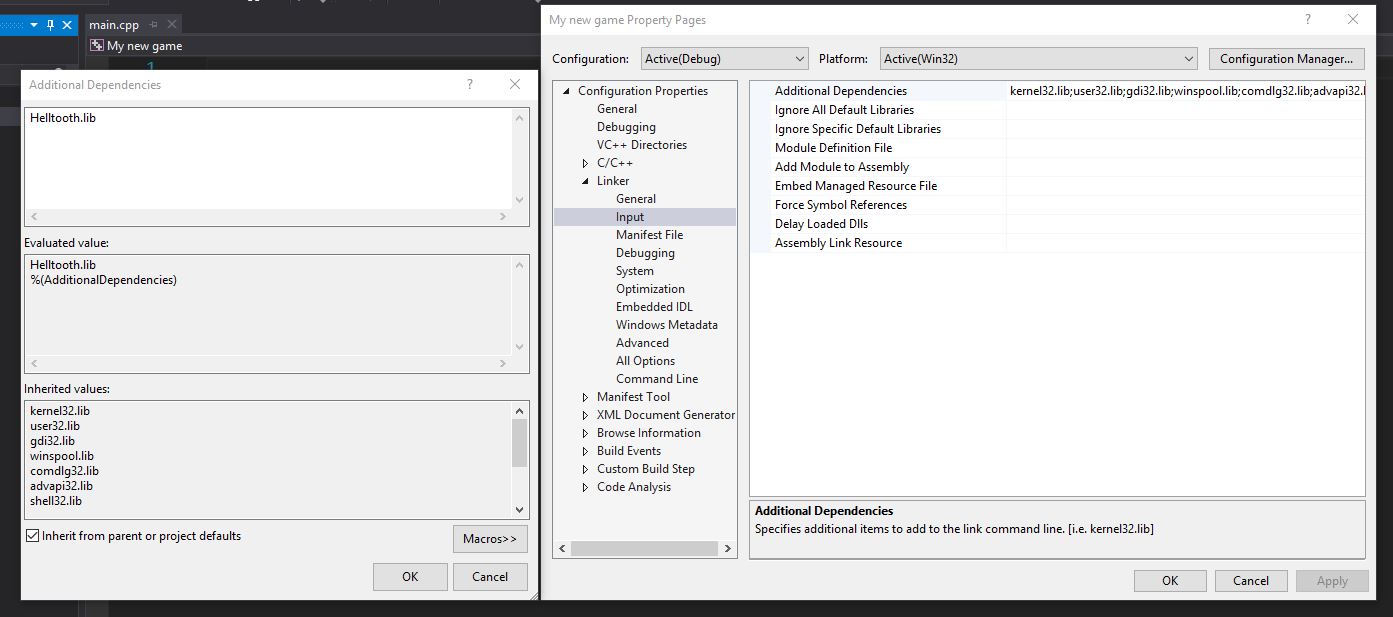 main.cpp
My new game
1
Additional Dependencies
?
Helltooth.lib
Evaluated value:
Helltooth.lib
%(AdditionalDependencies)
Inherited values:
kernel32.lib
user32.lib
gdi32.lib
winspool.lib
comdlg32.lib
advapi32.lib
shell32.lib
Inherit from parent or project defaults
Macros>>
OK
Cancel
My new game Property Pages
?
Configuration:
Active(Debug)
Platform:
Active(Win32)
Configuration Manager...
Configuration Properties
General
Debugging
VC++ Directories
C/C++
Linker
General
Input
Manifest File
Debugging
System
Optimization
Embedded IDL
Windows Metadata
Advanced
All Options
Command Line
Manifest Tool
XML Document Generator
Browse Information
Build Events
Custom Build Step
Code Analysis
Additional Dependencies
kernel32.lib;user32.lib;gdi32.lib;winspool.lib;comdlg32.lib;advapi32.l
Ignore All Default Libraries
Ignore Specific Default Libraries
Module Definition File
Add Module to Assembly
Embed Managed Resource File
Force Symbol References
Delay Loaded Dlls
Assembly Link Resource
Additional Dependencies
Specifies additional items to add to the link command line. [i.e. kernel32.lib]
OK
Cancel
Apply